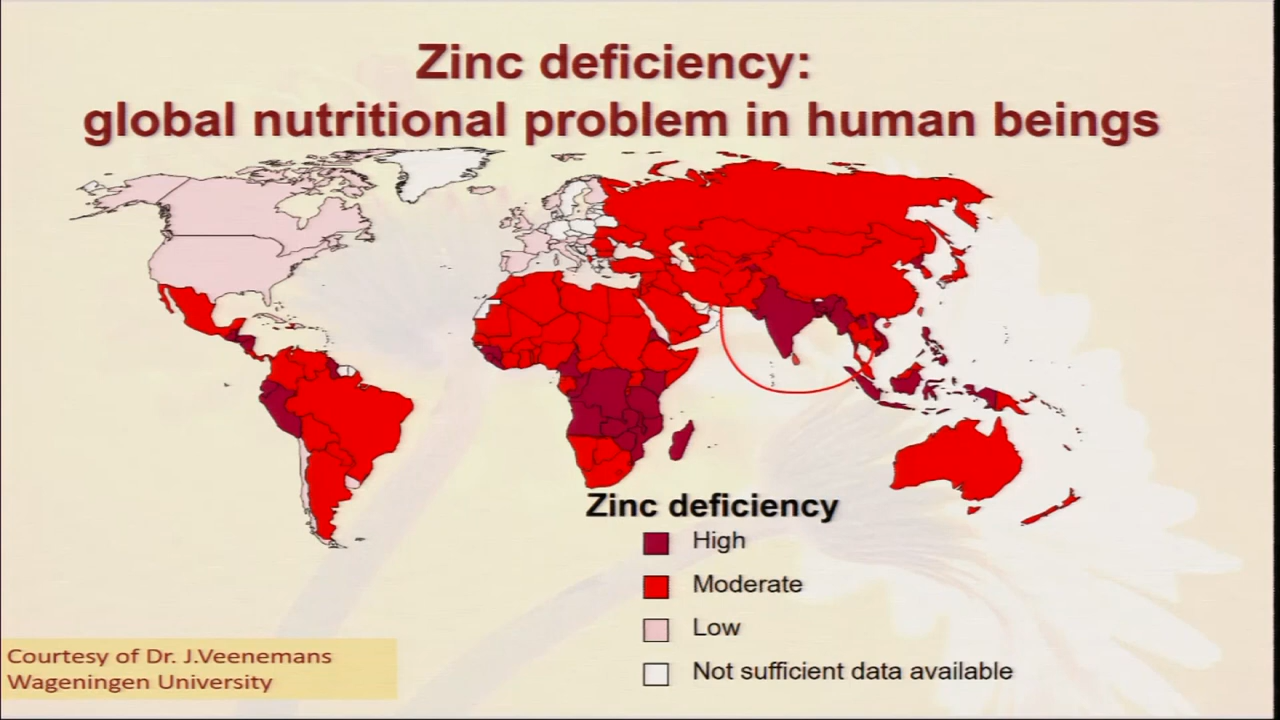 Zinc deficiency:
global nutritional problem in human beings
Zinc deficiency
High
Moderate
Low
Not sufficient data available
Courtesy of Dr. J.Veenemans
Wageningen University